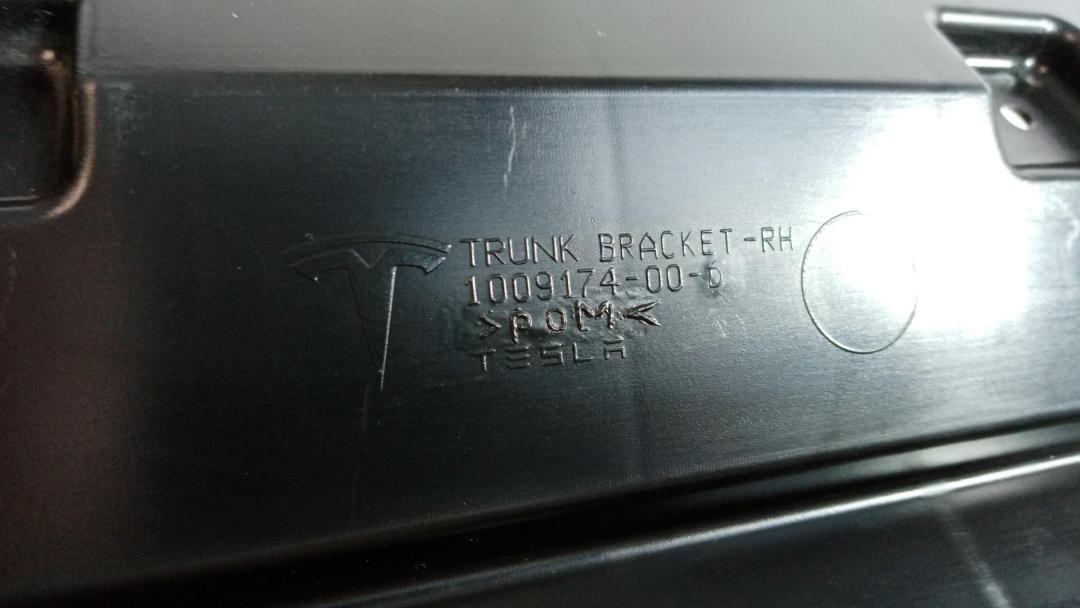 TRUNK BRACKET-RH
1009174-00-D
>POM<
TESLA